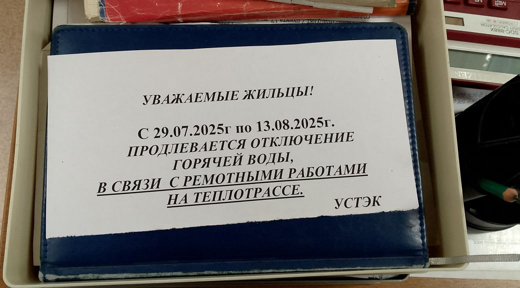 УВАЖАЕМЫЕ ЖИЛЬЦЫ!
С 29.07.2025г по 13.08.2025г.
ПРОДЛЕВАЕТСЯ ОТКЛЮЧЕНИЕ
ГОРЯЧЕЙ ВОДЫ,
В СВЯЗИ С РЕМОТНЫМИ РАБОТАМИ
НА ТЕПЛОТРАССЕ.
УСТЭК